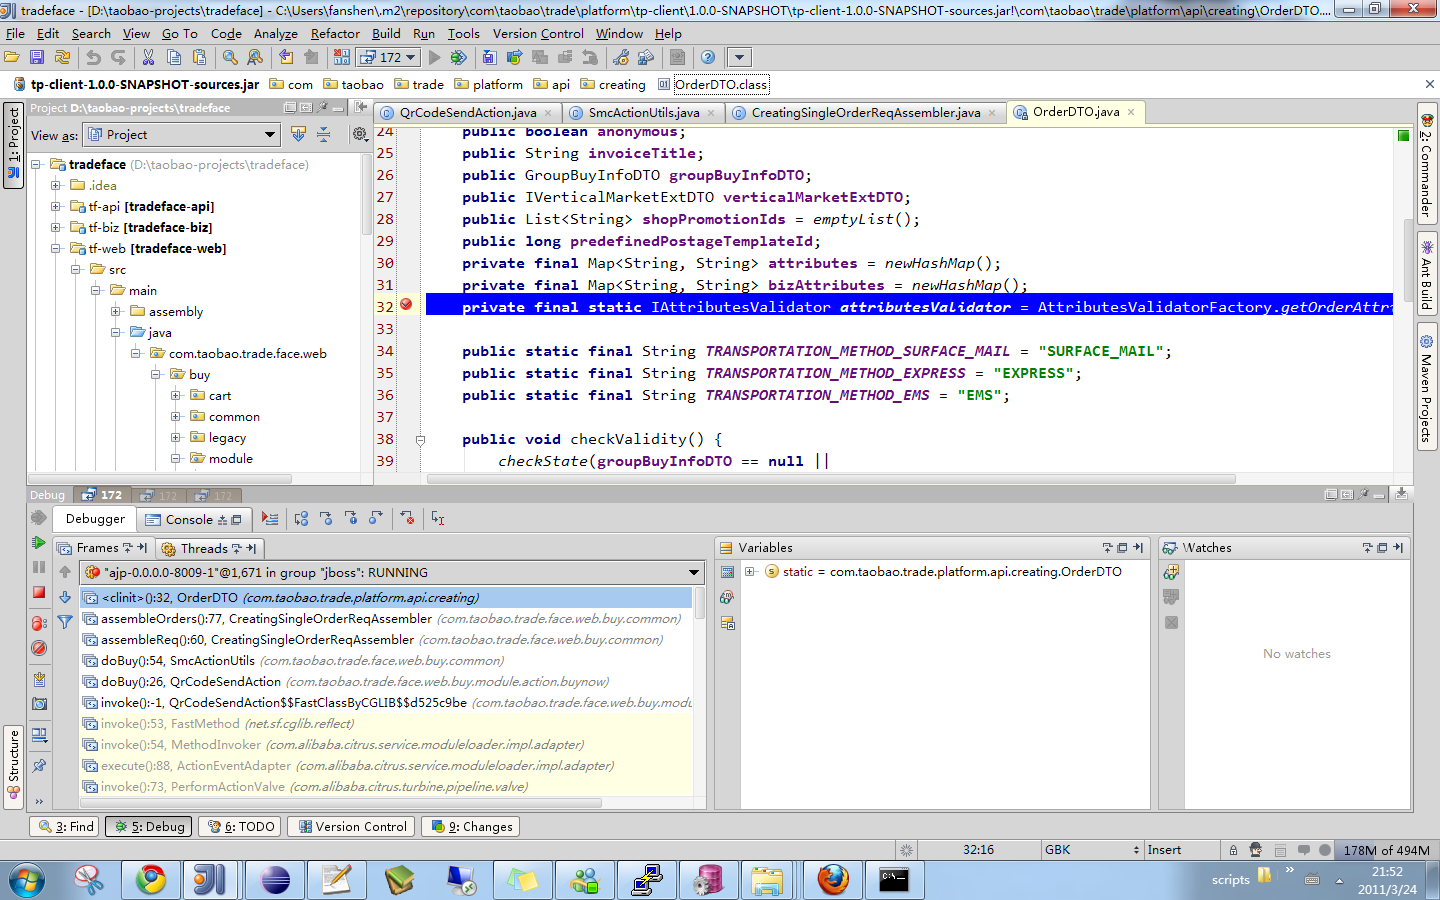 tradeface - [D:\taobao-projects\tradeface] - C:\Users\fanshen\.m2\repository\com\taobao\trade\platform\tp-client\1.0.0-SNAPSHOT\tp-client-1.0.0-SNAPSHOT-sources.jar!\com\taobao\trade\platform\api\creating\OrderDTO....
File Edit Search View Go To Code Analyze Refactor Build Run Tools Version Control Window Help
172
tp-client-1.0.0-SNAPSHOT-sources.jar com taobao trade platform api creating OrderDTO.class
Project D:\taobao-projects\tradeface
QrCodeSendAction.java SmcActionUtils.java CreatingSingleOrderReqAssembler.java OrderDTO.java
1: Project
View as: Project
tradeface (D:\taobao-projects\tradeface)
.idea
tf-api [tradeface-api]
tf-biz [tradeface-biz]
tf-web [tradeface-web]
src
main
assembly
java
com.taobao.trade.face.web
buy
cart
common
legacy
module
24 public boolean anonymous;
25 public String invoiceTitle;
26 public GroupBuyInfoDTO groupBuyInfoDTO;
27 public IVerticalMarketExtDTO verticalMarketExtDTO;
28 public List<String> shopPromotionIds = emptyList();
29 public long predefinedPostageTemplateId;
30 private final Map<String, String> attributes = newHashMap();
31 private final Map<String, String> bizAttributes = newHashMap();
32 private final static IAttributesValidator attributesValidator = AttributesValidatorFactory.getOrderAttri
33
34 public static final String TRANSPORTATION_METHOD_SURFACE_MAIL = "SURFACE_MAIL";
35 public static final String TRANSPORTATION_METHOD_EXPRESS = "EXPRESS";
36 public static final String TRANSPORTATION_METHOD_EMS = "EMS";
37
38 public void checkValidity() {
39 checkState(groupBuyInfoDTO == null ||
2: Commander
Ant Build
Maven Projects
Debug 172 172 172
Debugger Console
Frames Threads
"ajp-0.0.0.0-8009-1"@1,671 in group "jboss": RUNNING
<clinit>():32, OrderDTO (com.taobao.trade.platform.api.creating)
assembleOrders():77, CreatingSingleOrderReqAssembler (com.taobao.trade.face.web.buy.common)
assembleReq():60, CreatingSingleOrderReqAssembler (com.taobao.trade.face.web.buy.common)
doBuy():54, SmcActionUtils (com.taobao.trade.face.web.buy.common)
doBuy():26, QrCodeSendAction (com.taobao.trade.face.web.buy.module.action.buynow)
invoke():-1, QrCodeSendAction$$FastClassByCGLIB$$d525c9be (com.taobao.trade.face.web.buy.modu
invoke():53, FastMethod (net.sf.cglib.reflect)
invoke():54, MethodInvoker (com.alibaba.citrus.service.moduleloader.impl.adapter)
execute():88, ActionEventAdapter (com.alibaba.citrus.service.moduleloader.impl.adapter)
invoke():73, PerformActionValve (com.alibaba.citrus.turbine.pipeline.valve)
Variables
static = com.taobao.trade.platform.api.creating.OrderDTO
Watches
No watches
Structure
3: Find 5: Debug 6: TODO Version Control 9: Changes
32:16 GBK Insert 178M of 494M
scripts
21:52
2011/3/24